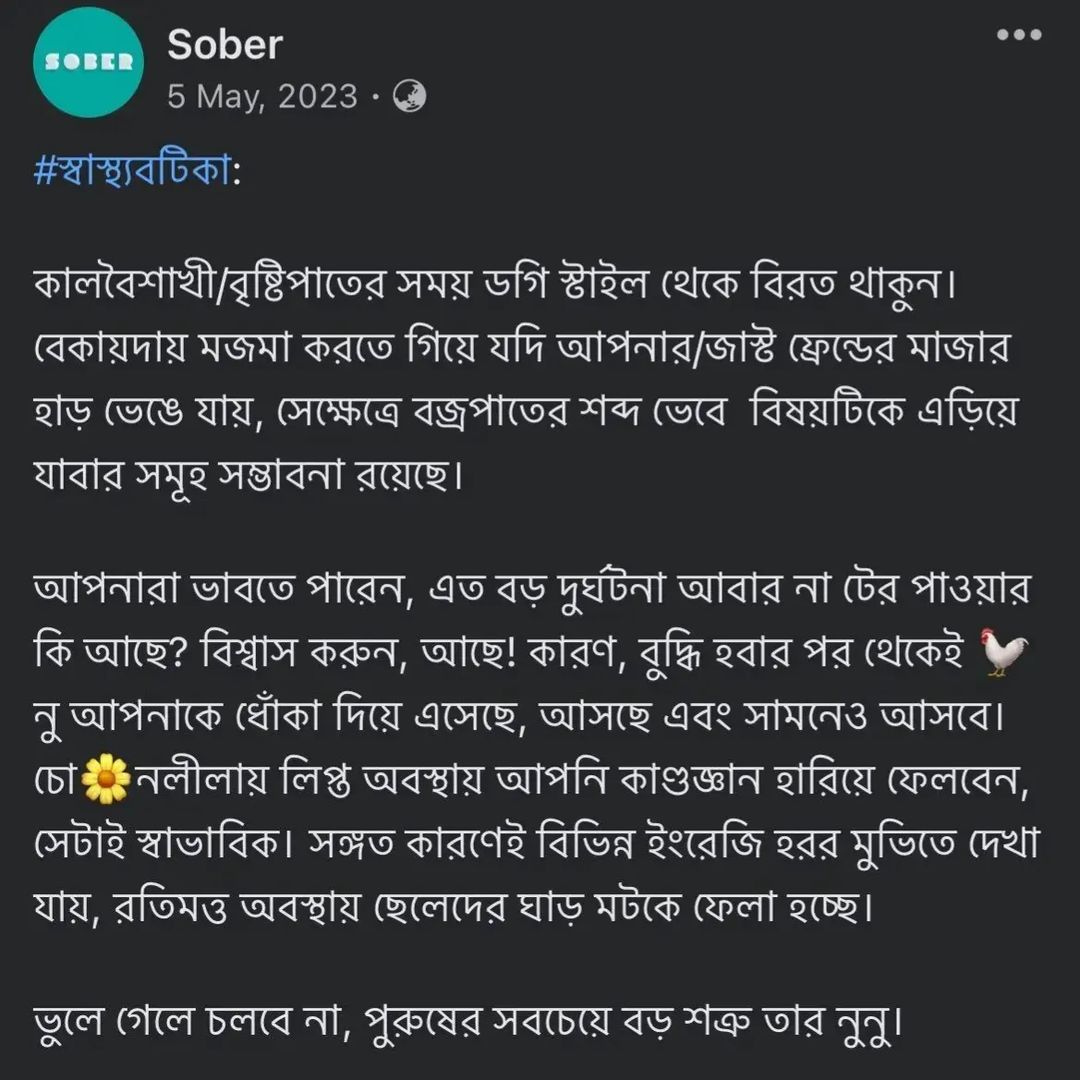 SOBER
Sober
5 May, 2023 ·
#স্বাস্থ্যবটিকা:
কালবৈশাখী/বৃষ্টিপাতের সময় ডগি স্টাইল থেকে বিরত থাকুন।
বেকায়দায় মজমা করতে গিয়ে যদি আপনার/জাস্ট ফ্রেন্ডের মাজার
হাড় ভেঙে যায়, সেক্ষেত্রে বজ্রপাতের শব্দ ভেবে বিষয়টিকে এড়িয়ে
যাবার সমূহ সম্ভাবনা রয়েছে।
আপনারা ভাবতে পারেন, এত বড় দুর্ঘটনা আবার না টের পাওয়ার
কি আছে? বিশ্বাস করুন, আছে! কারণ, বুদ্ধি হবার পর থেকেই 🐓
নু আপনাকে ধোঁকা দিয়ে এসেছে, আসছে এবং সামনেও আসবে।
চো🌼নলীলায় লিপ্ত অবস্থায় আপনি কাণ্ডজ্ঞান হারিয়ে ফেলবেন,
সেটাই স্বাভাবিক। সঙ্গত কারণেই বিভিন্ন ইংরেজি হরর মুভিতে দেখা
যায়, রতিমত্ত অবস্থায় ছেলেদের ঘাড় মটকে ফেলা হচ্ছে।
ভুলে গেলে চলবে না, পুরুষের সবচেয়ে বড় শত্রু তার নুনু।